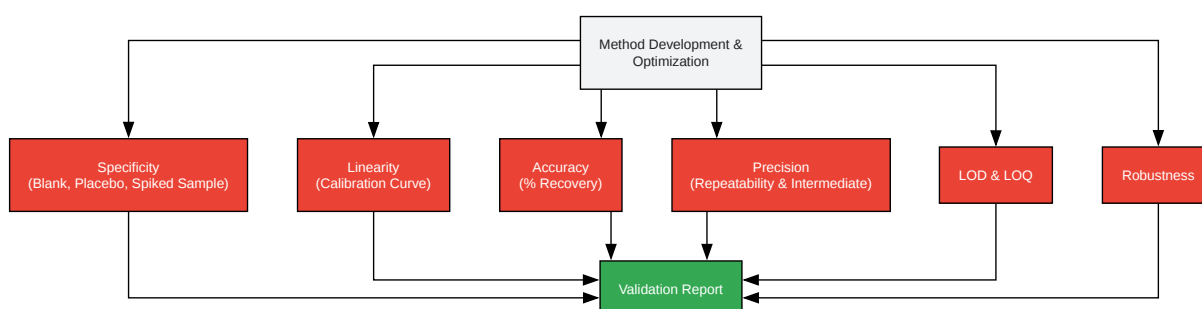 Method Development &
Optimization
Specificity
(Blank, Placebo, Spiked Sample)
Linearity
(Calibration Curve)
Accuracy
(% Recovery)
Precision
(Repeatability & Intermediate)
LOD & LOQ
Robustness
Validation Report